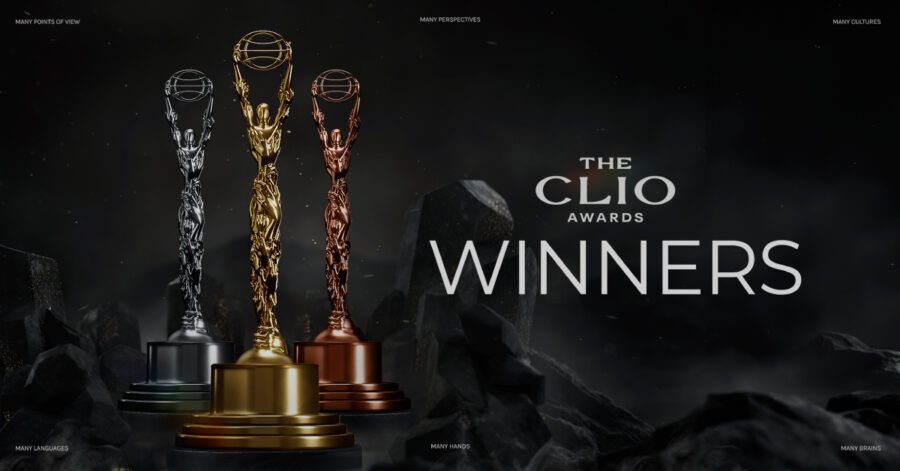 MANY POINTS OF VIEW
MANY PERSPECTIVES
MANY CULTURES
THE
CLIO
AWARDS
WINNERS
MANY LANGUAGES
MANY HANDS
MANY BRAINS